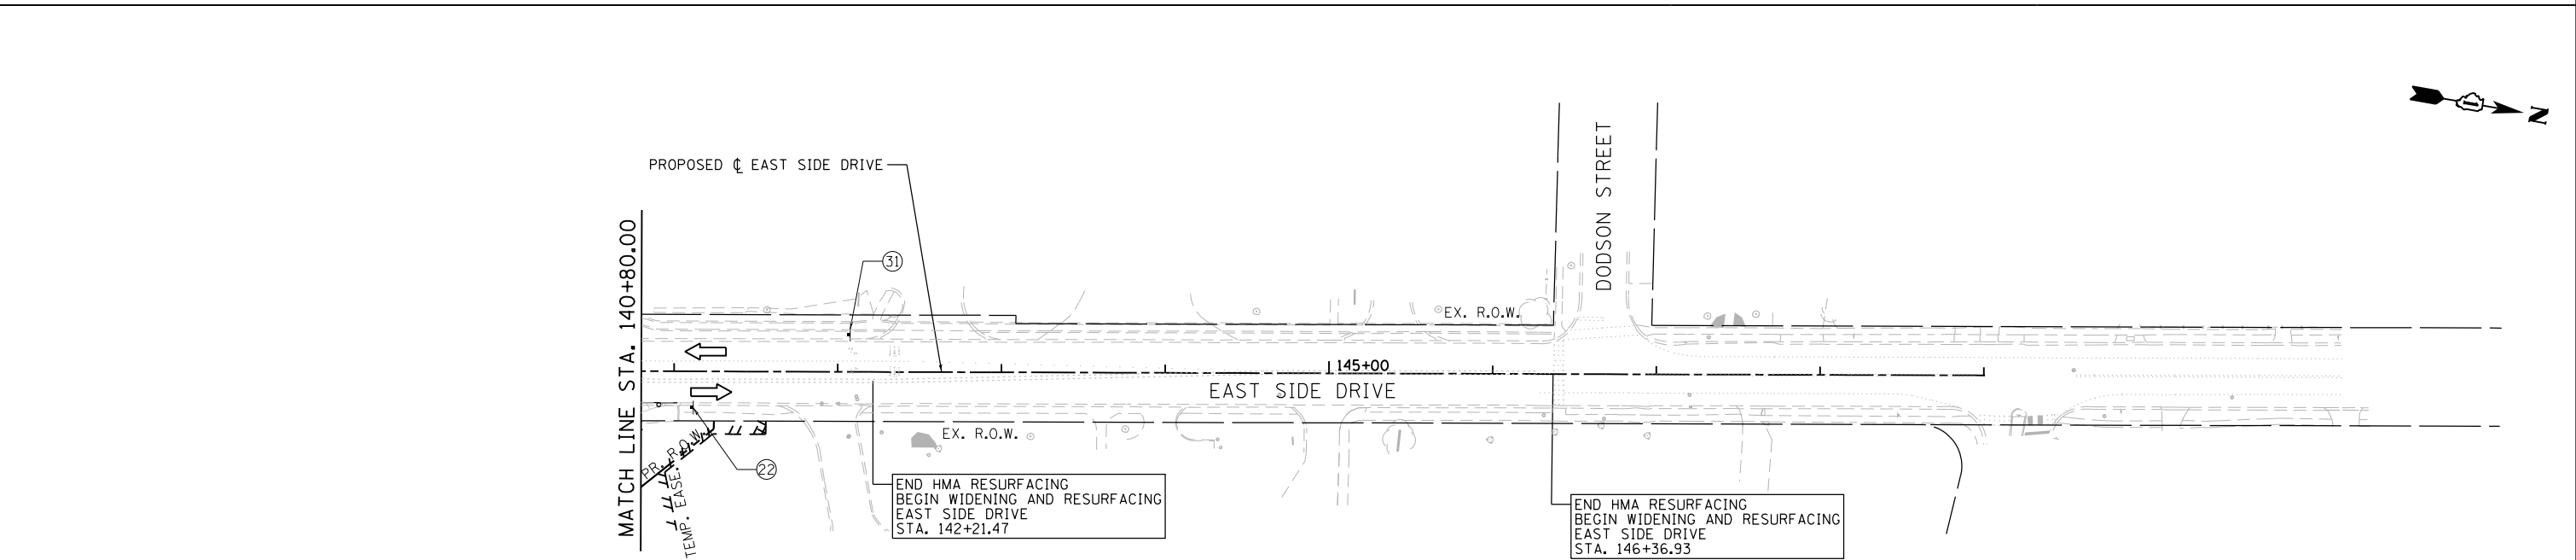 N
PROPOSED ℄ EAST SIDE DRIVE
DODSON STREET
MATCH LINE STA. 140+80.00
31
EX. R.O.W.
145+00
EAST SIDE DRIVE
EX. R.O.W.
PR. R.O.W.
TEMP. EASE.
22
END HMA RESURFACING
BEGIN WIDENING AND RESURFACING
EAST SIDE DRIVE
STA. 142+21.47
END HMA RESURFACING
BEGIN WIDENING AND RESURFACING
EAST SIDE DRIVE
STA. 146+36.93